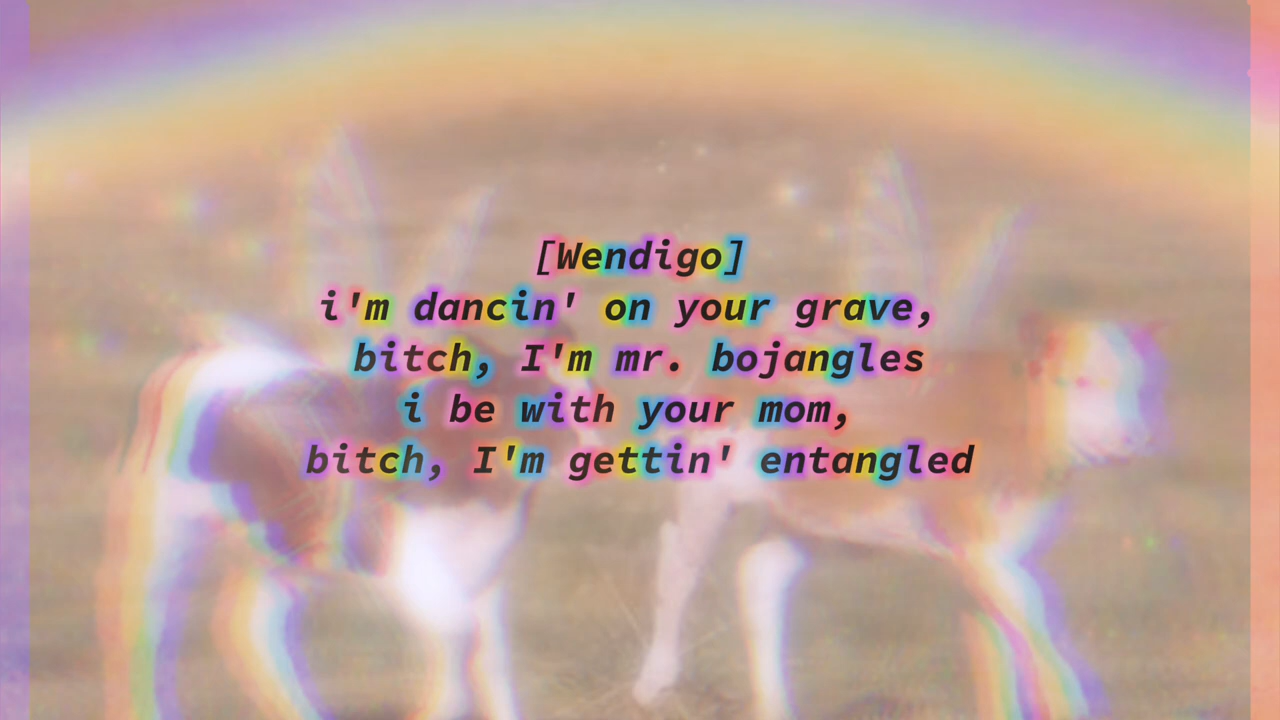 [Wendigo]
i'm dancin' on your grave,
bitch, I'm mr. bojangles
i be with your mom,
bitch, I'm gettin' entangled